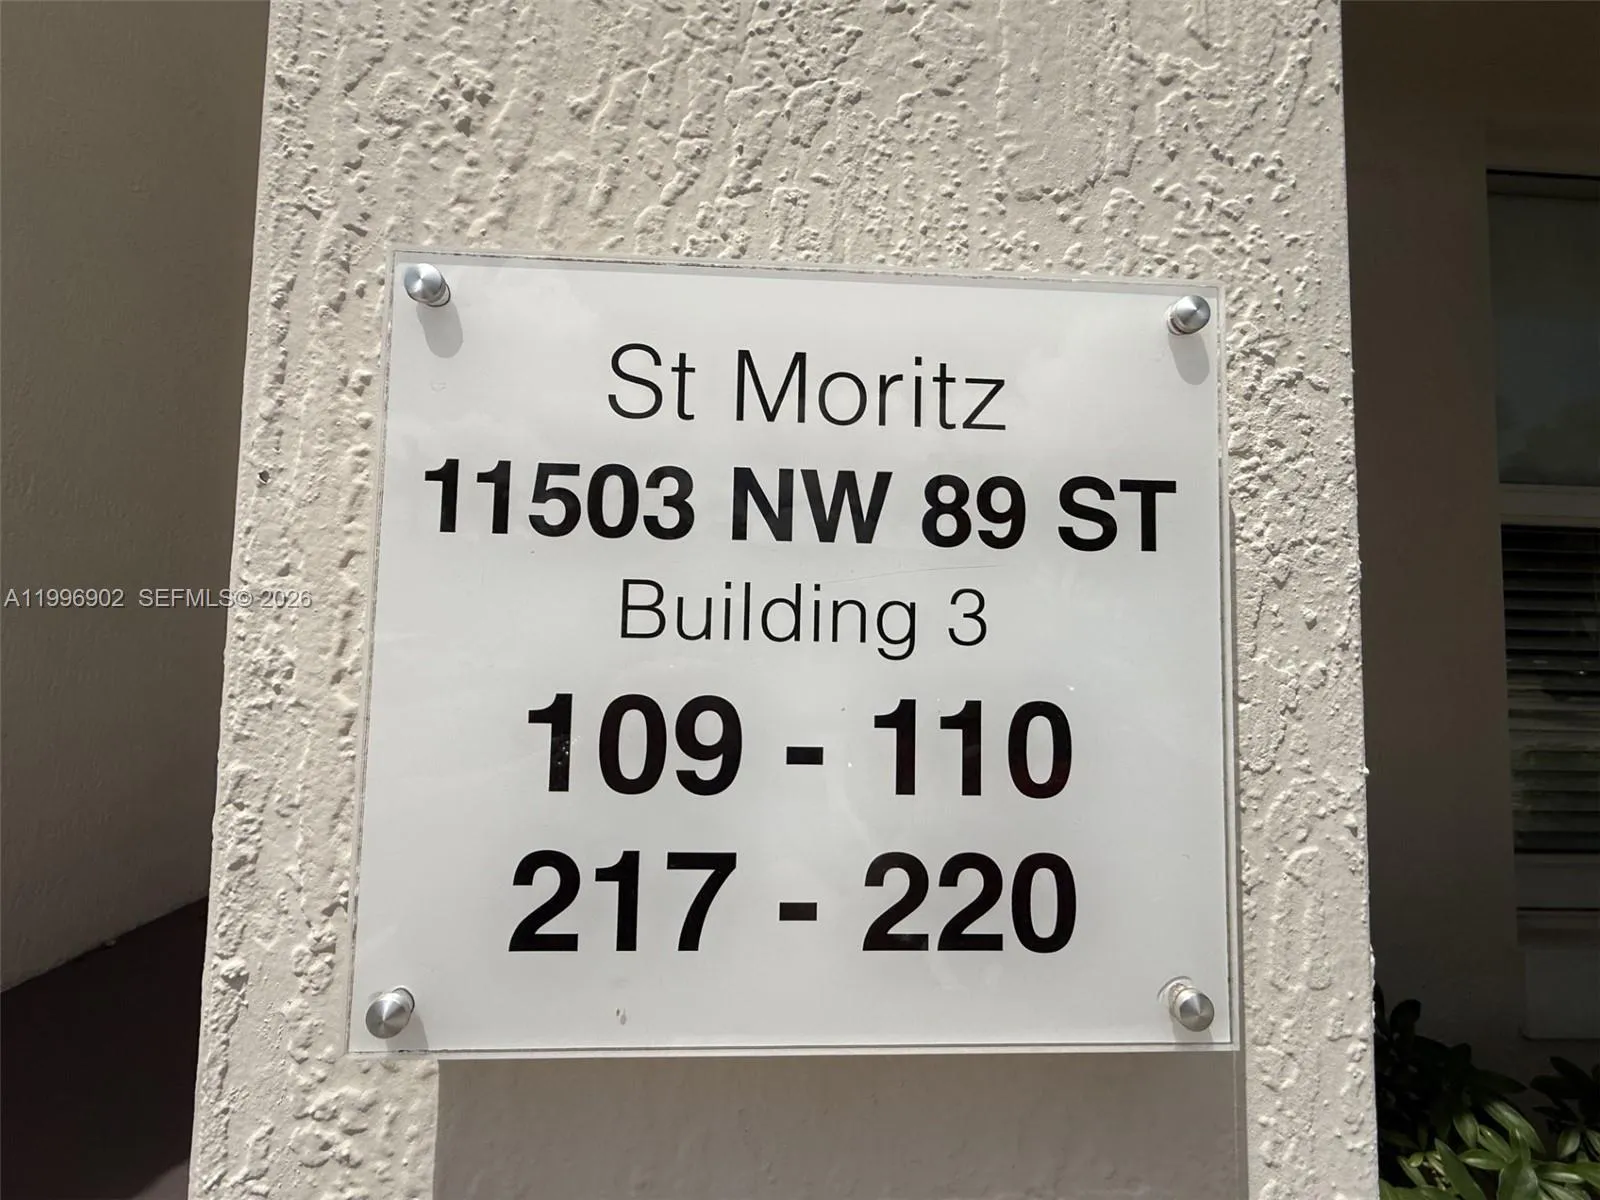 St Moritz
11503 NW 89 ST
Building 3
109 - 110
217 - 220
A11996902 SEFMLS© 2026